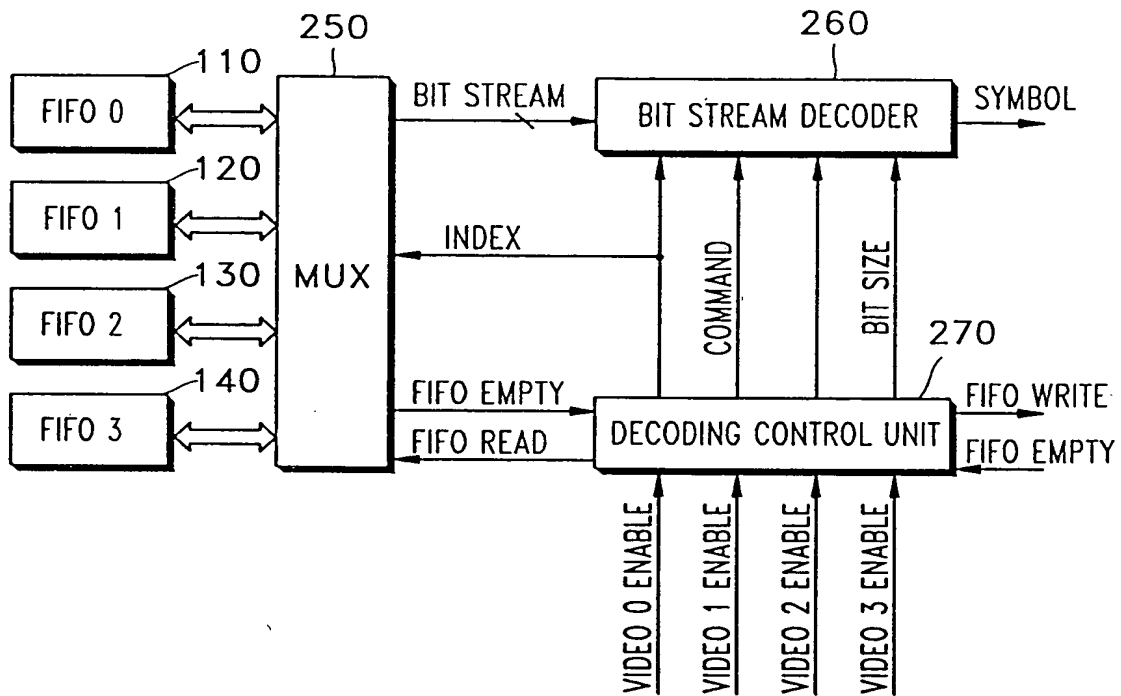 250
260
110
FIFO 0
BIT STREAM
BIT STREAM DECODER
SYMBOL
120
FIFO 1
INDEX
MUX
COMMAND
BIT SIZE
130
FIFO 2
270
140
FIFO 3
FIFO EMPTY
FIFO READ
DECODING CONTROL UNIT
FIFO WRITE
FIFO EMPTY
VIDEO 0 ENABLE
VIDEO 1 ENABLE
VIDEO 2 ENABLE
VIDEO 3 ENABLE